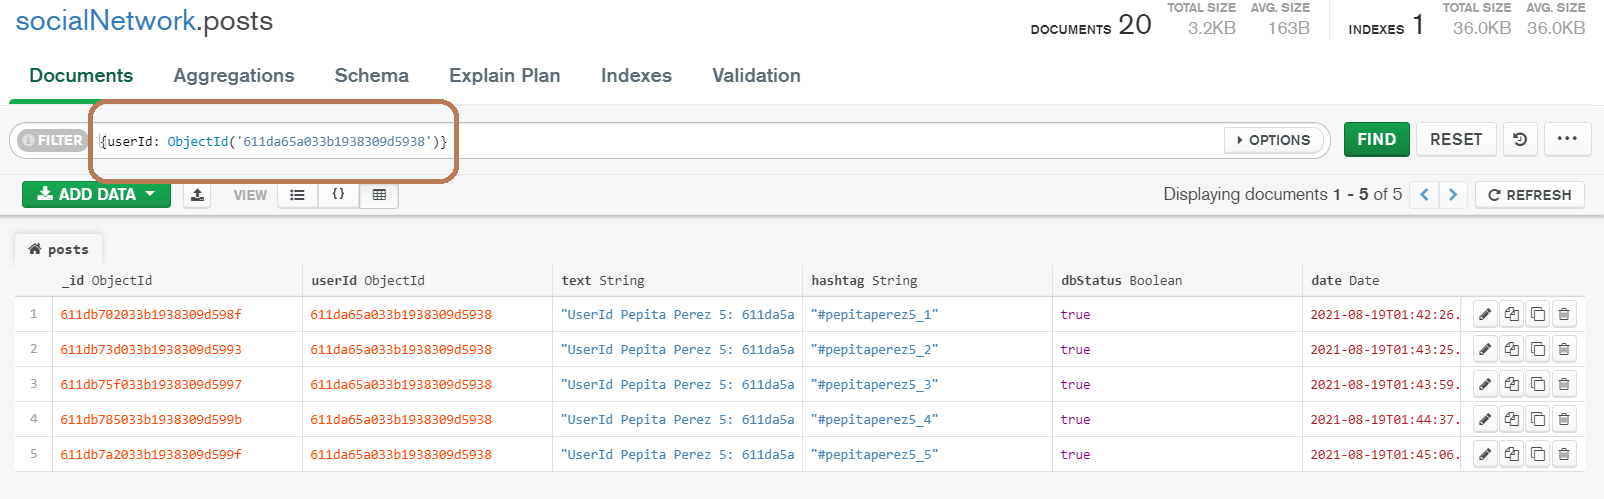 socialNetwork.posts
DOCUMENTS 20 TOTAL SIZE 3.2KB AVG. SIZE 163B INDEXES 1 TOTAL SIZE 36.0KB AVG. SIZE 36.0KB
Documents Aggregations Schema Explain Plan Indexes Validation
FILTER {userId: ObjectId('611da65a033b1938309d5938')} OPTIONS FIND RESET ...
ADD DATA VIEW {} Displaying documents 1 - 5 of 5 < > REFRESH
posts
_id ObjectId userId ObjectId text String hashtag String dbStatus Boolean date Date
1 611db702033b1938309d598f 611da65a033b1938309d5938 "UserId Pepita Perez 5: 611da5a "#pepitaperez5_1" true 2021-08-19T01:42:26.
2 611db73d033b1938309d5993 611da65a033b1938309d5938 "UserId Pepita Perez 5: 611da5a "#pepitaperez5_2" true 2021-08-19T01:43:25.
3 611db75f033b1938309d5997 611da65a033b1938309d5938 "UserId Pepita Perez 5: 611da5a "#pepitaperez5_3" true 2021-08-19T01:43:59.
4 611db785033b1938309d599b 611da65a033b1938309d5938 "UserId Pepita Perez 5: 611da5a "#pepitaperez5_4" true 2021-08-19T01:44:37.
5 611db7a2033b1938309d599f 611da65a033b1938309d5938 "UserId Pepita Perez 5: 611da5a "#pepitaperez5_5" true 2021-08-19T01:45:06.